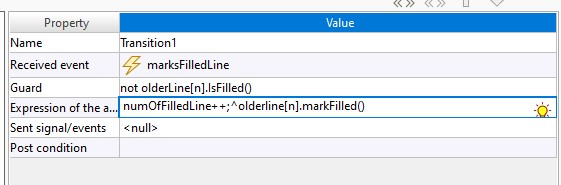 Property Value
Name Transition1
Received event marksFilledLine
Guard not olderLine[n].IsFilled()
Expression of the a... numOfFilledLine++;^olderline[n].markFilled()
Sent signal/events <null>
Post condition